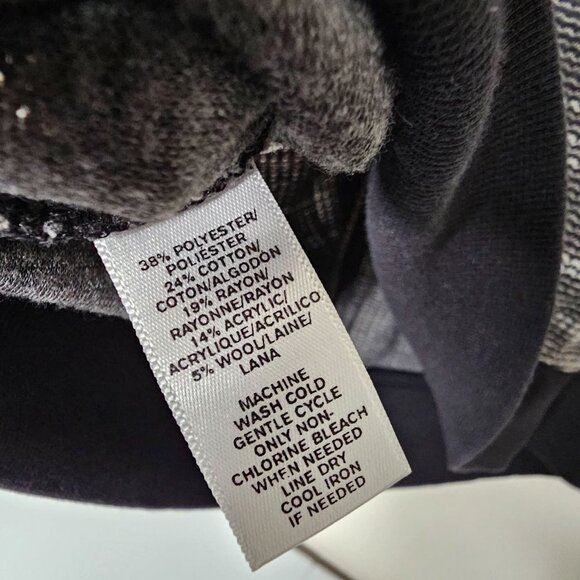 38% POLYESTER/
POLIESTER
24% COTTON/
COTON/ALGODON
19% RAYON/
RAYONNE/RAYON
14% ACRYLIC/
ACRYLIQUE/ACRILICO
5% WOOL/LAINE/
LANA
MACHINE
WASH COLD
GENTLE CYCLE
ONLY NON-
CHLORINE BLEACH
WHEN NEEDED
LINE DRY
COOL IRON
IF NEEDED